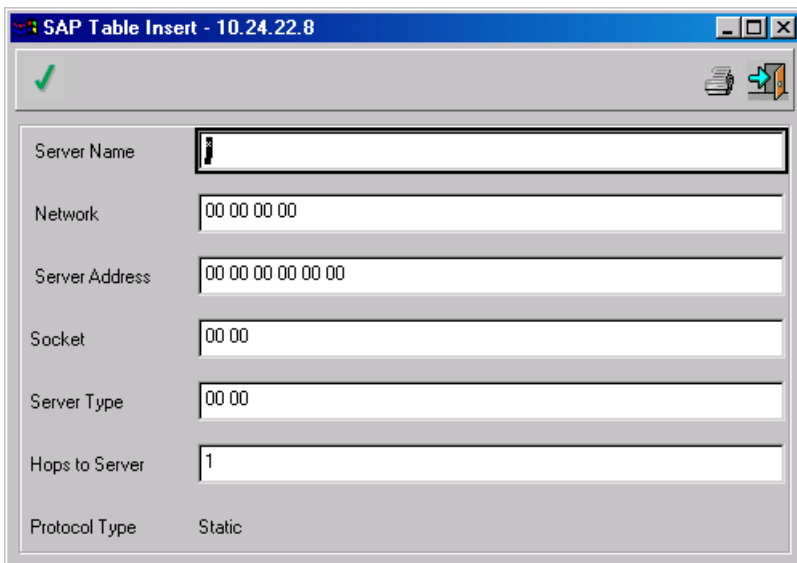 SAP Table Insert - 10.24.22.8
Server Name
Network 00 00 00 00
Server Address 00 00 00 00 00 00
Socket 00 00
Server Type 00 00
Hops to Server 1
Protocol Type Static